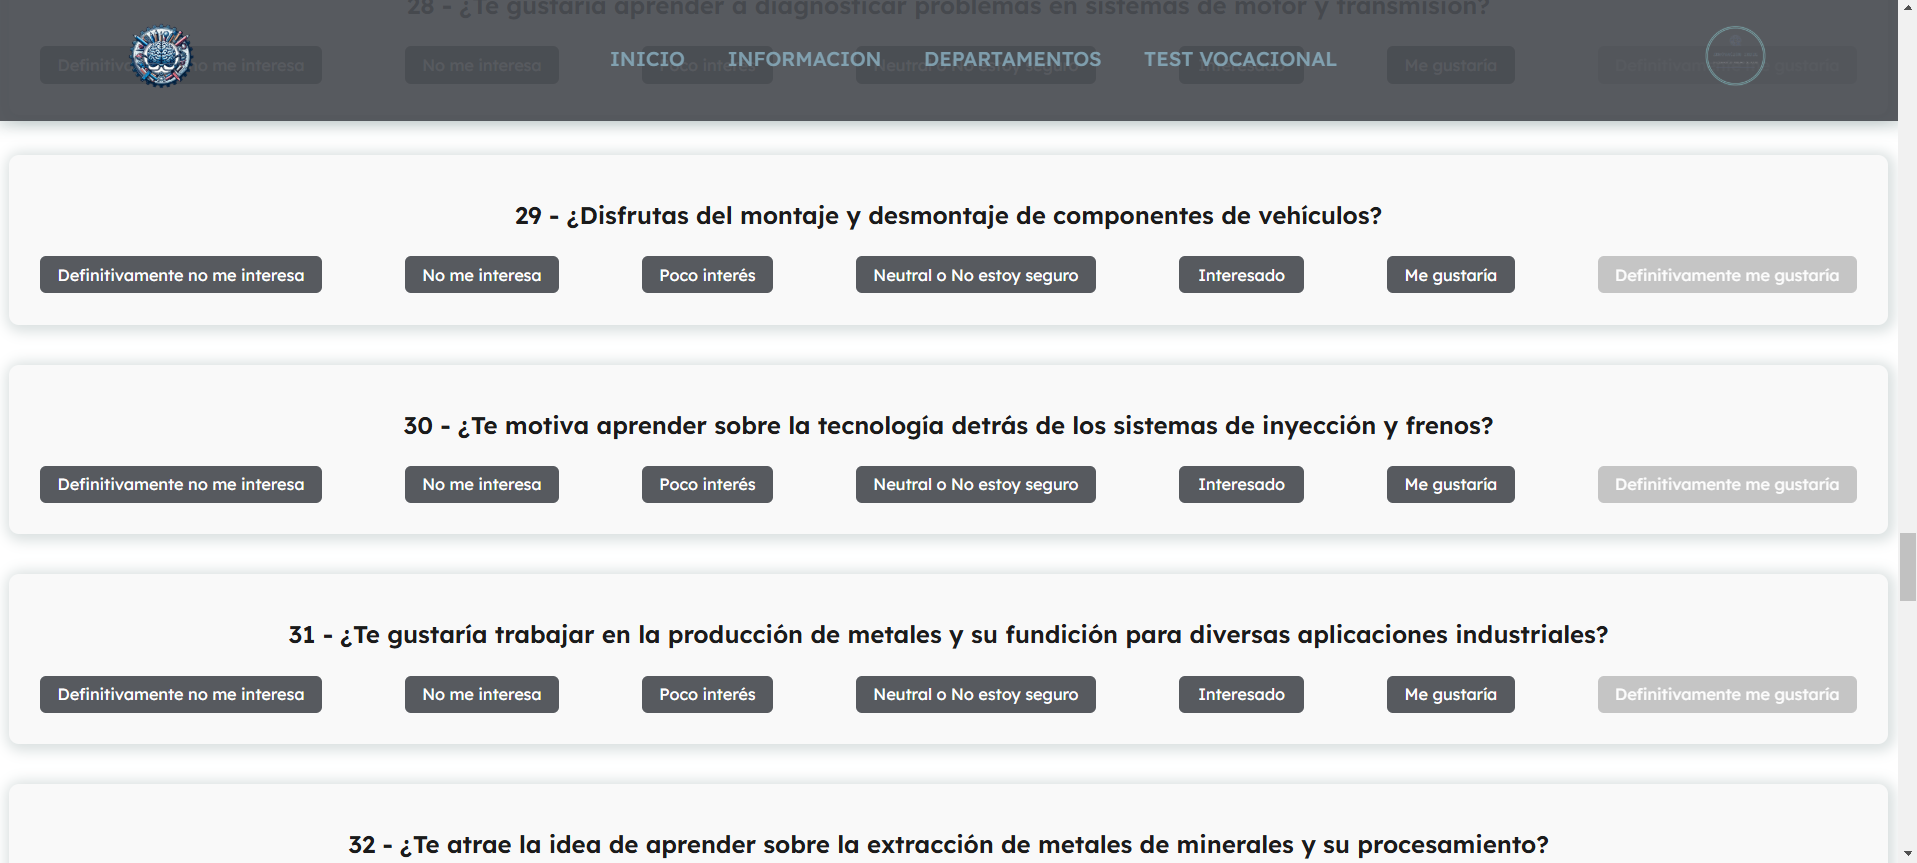 28 - ¿Te gustaría aprender a diagnosticar problemas en sistemas de motor y transmisión?
INICIO INFORMACION DEPARTAMENTOS TEST VOCACIONAL
Definitivamente no me interesa No me interesa Poco interés Neutral o No estoy seguro Interesado Me gustaría Definitivamente me gustaría
29 - ¿Disfrutas del montaje y desmontaje de componentes de vehículos?
Definitivamente no me interesa No me interesa Poco interés Neutral o No estoy seguro Interesado Me gustaría Definitivamente me gustaría
30 - ¿Te motiva aprender sobre la tecnología detrás de los sistemas de inyección y frenos?
Definitivamente no me interesa No me interesa Poco interés Neutral o No estoy seguro Interesado Me gustaría Definitivamente me gustaría
31 - ¿Te gustaría trabajar en la producción de metales y su fundición para diversas aplicaciones industriales?
Definitivamente no me interesa No me interesa Poco interés Neutral o No estoy seguro Interesado Me gustaría Definitivamente me gustaría
32 - ¿Te atrae la idea de aprender sobre la extracción de metales de minerales y su procesamiento?